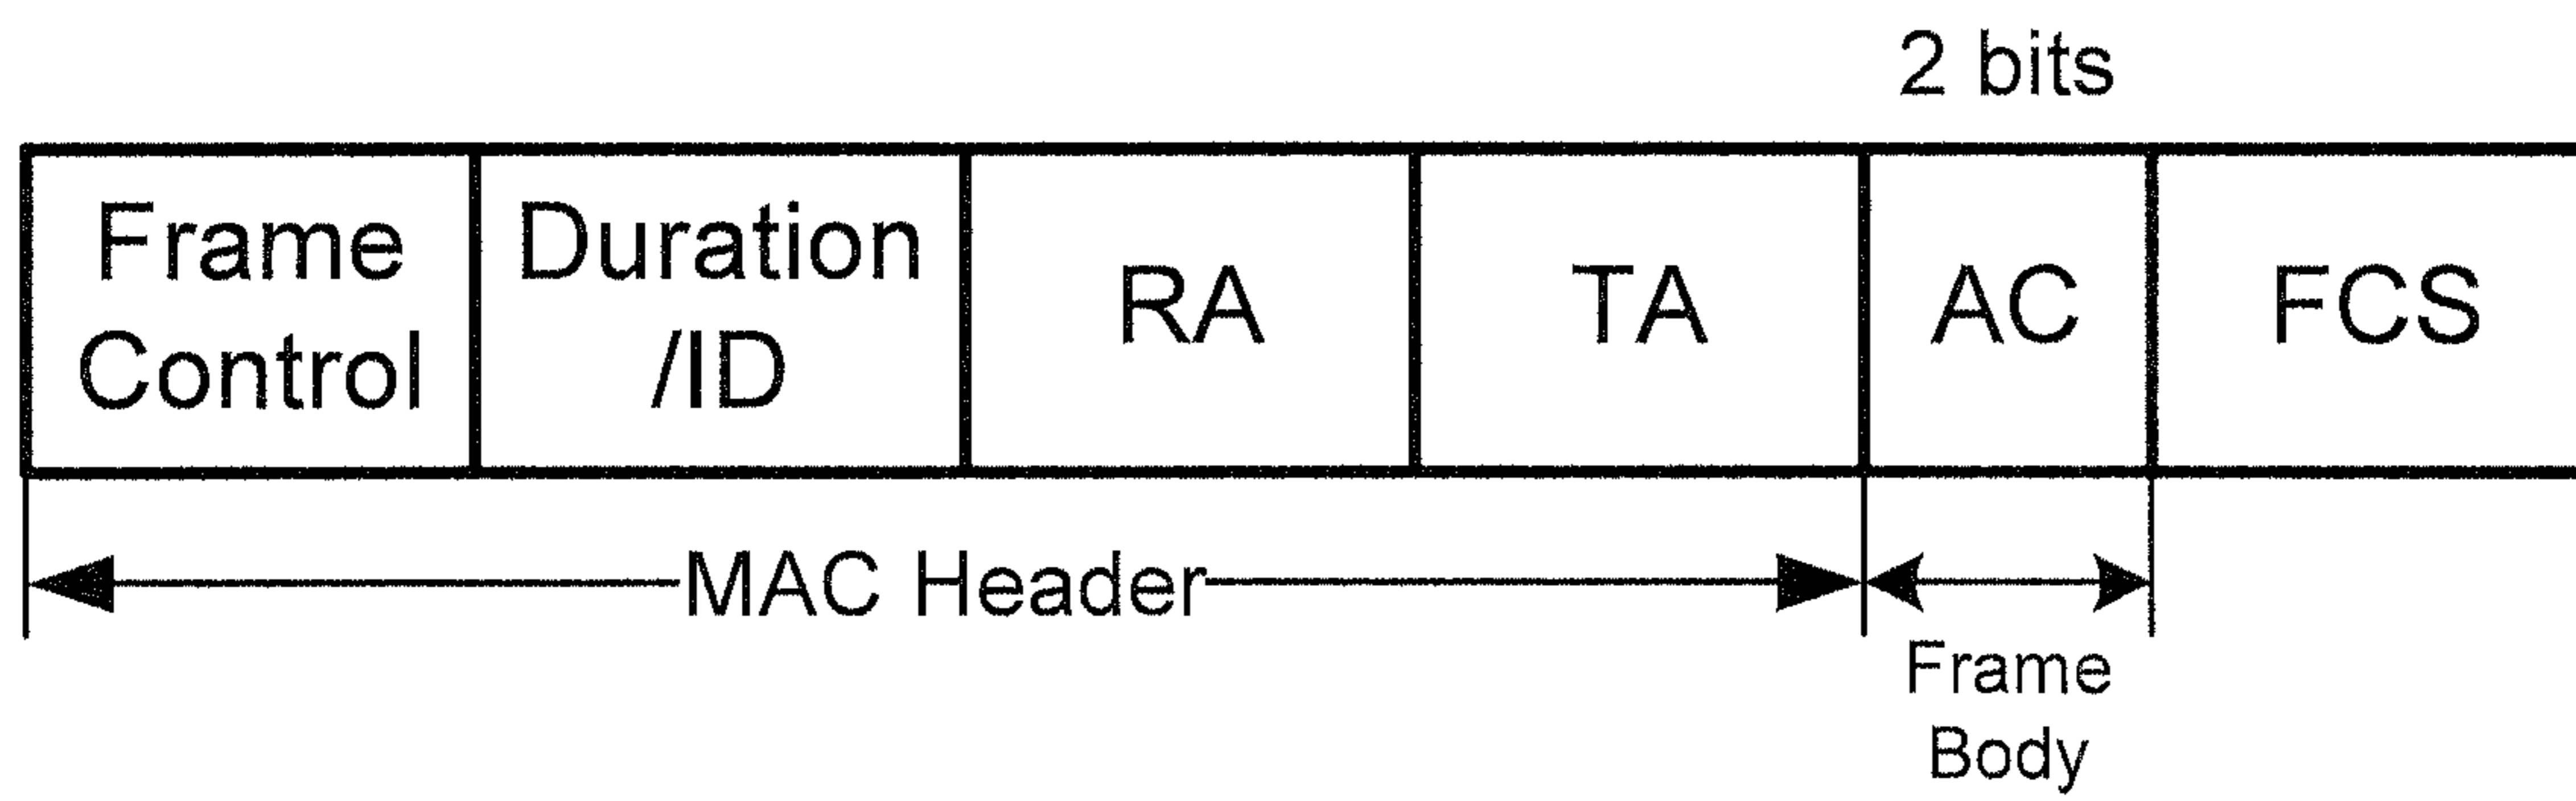 2 bits
Frame
Control
Duration
/ID
RA
TA
AC
FCS
MAC Header
Frame
Body